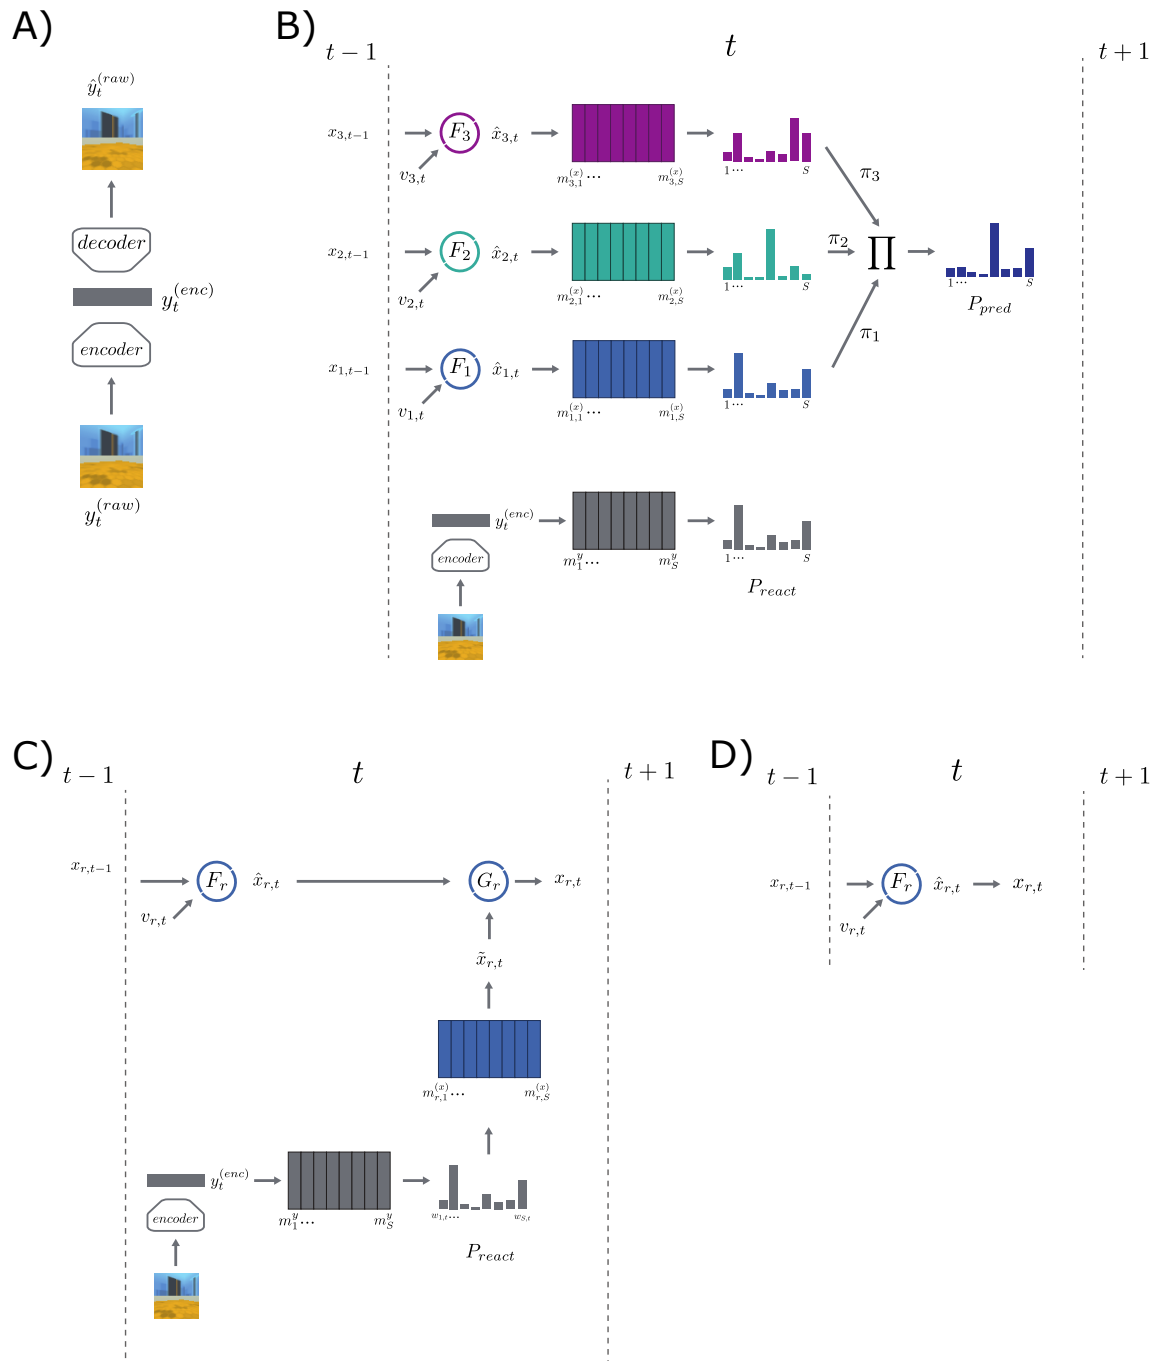 A)
ŷ_t^(raw)
decoder
y_t^(enc)
encoder
y_t^(raw)
B)
t − 1
t
t + 1
x_{3,t−1}
F_3
x̂_{3,t}
v_{3,t}
m_{3,1}^(x) ···
m_{3,S}^(x)
1 ···
S
π_3
x_{2,t−1}
F_2
x̂_{2,t}
v_{2,t}
m_{2,1}^(x) ···
m_{2,S}^(x)
1 ···
S
π_2
∏
1 ···
S
P_pred
x_{1,t−1}
F_1
x̂_{1,t}
v_{1,t}
m_{1,1}^(x) ···
m_{1,S}^(x)
1 ···
S
π_1
y_t^(enc)
encoder
m_1^y ···
m_S^y
1 ···
S
P_react
C)
t − 1
t
t + 1
x_{r,t−1}
F_r
x̂_{r,t}
G_r
x_{r,t}
v_{r,t}
x̃_{r,t}
m_{r,1}^(x) ···
m_{r,S}^(x)
y_t^(enc)
encoder
m_1^y ···
m_S^y
w_{1,t} ···
w_{S,t}
P_react
D)
t − 1
t
t + 1
x_{r,t−1}
F_r
x̂_{r,t}
x_{r,t}
v_{r,t}